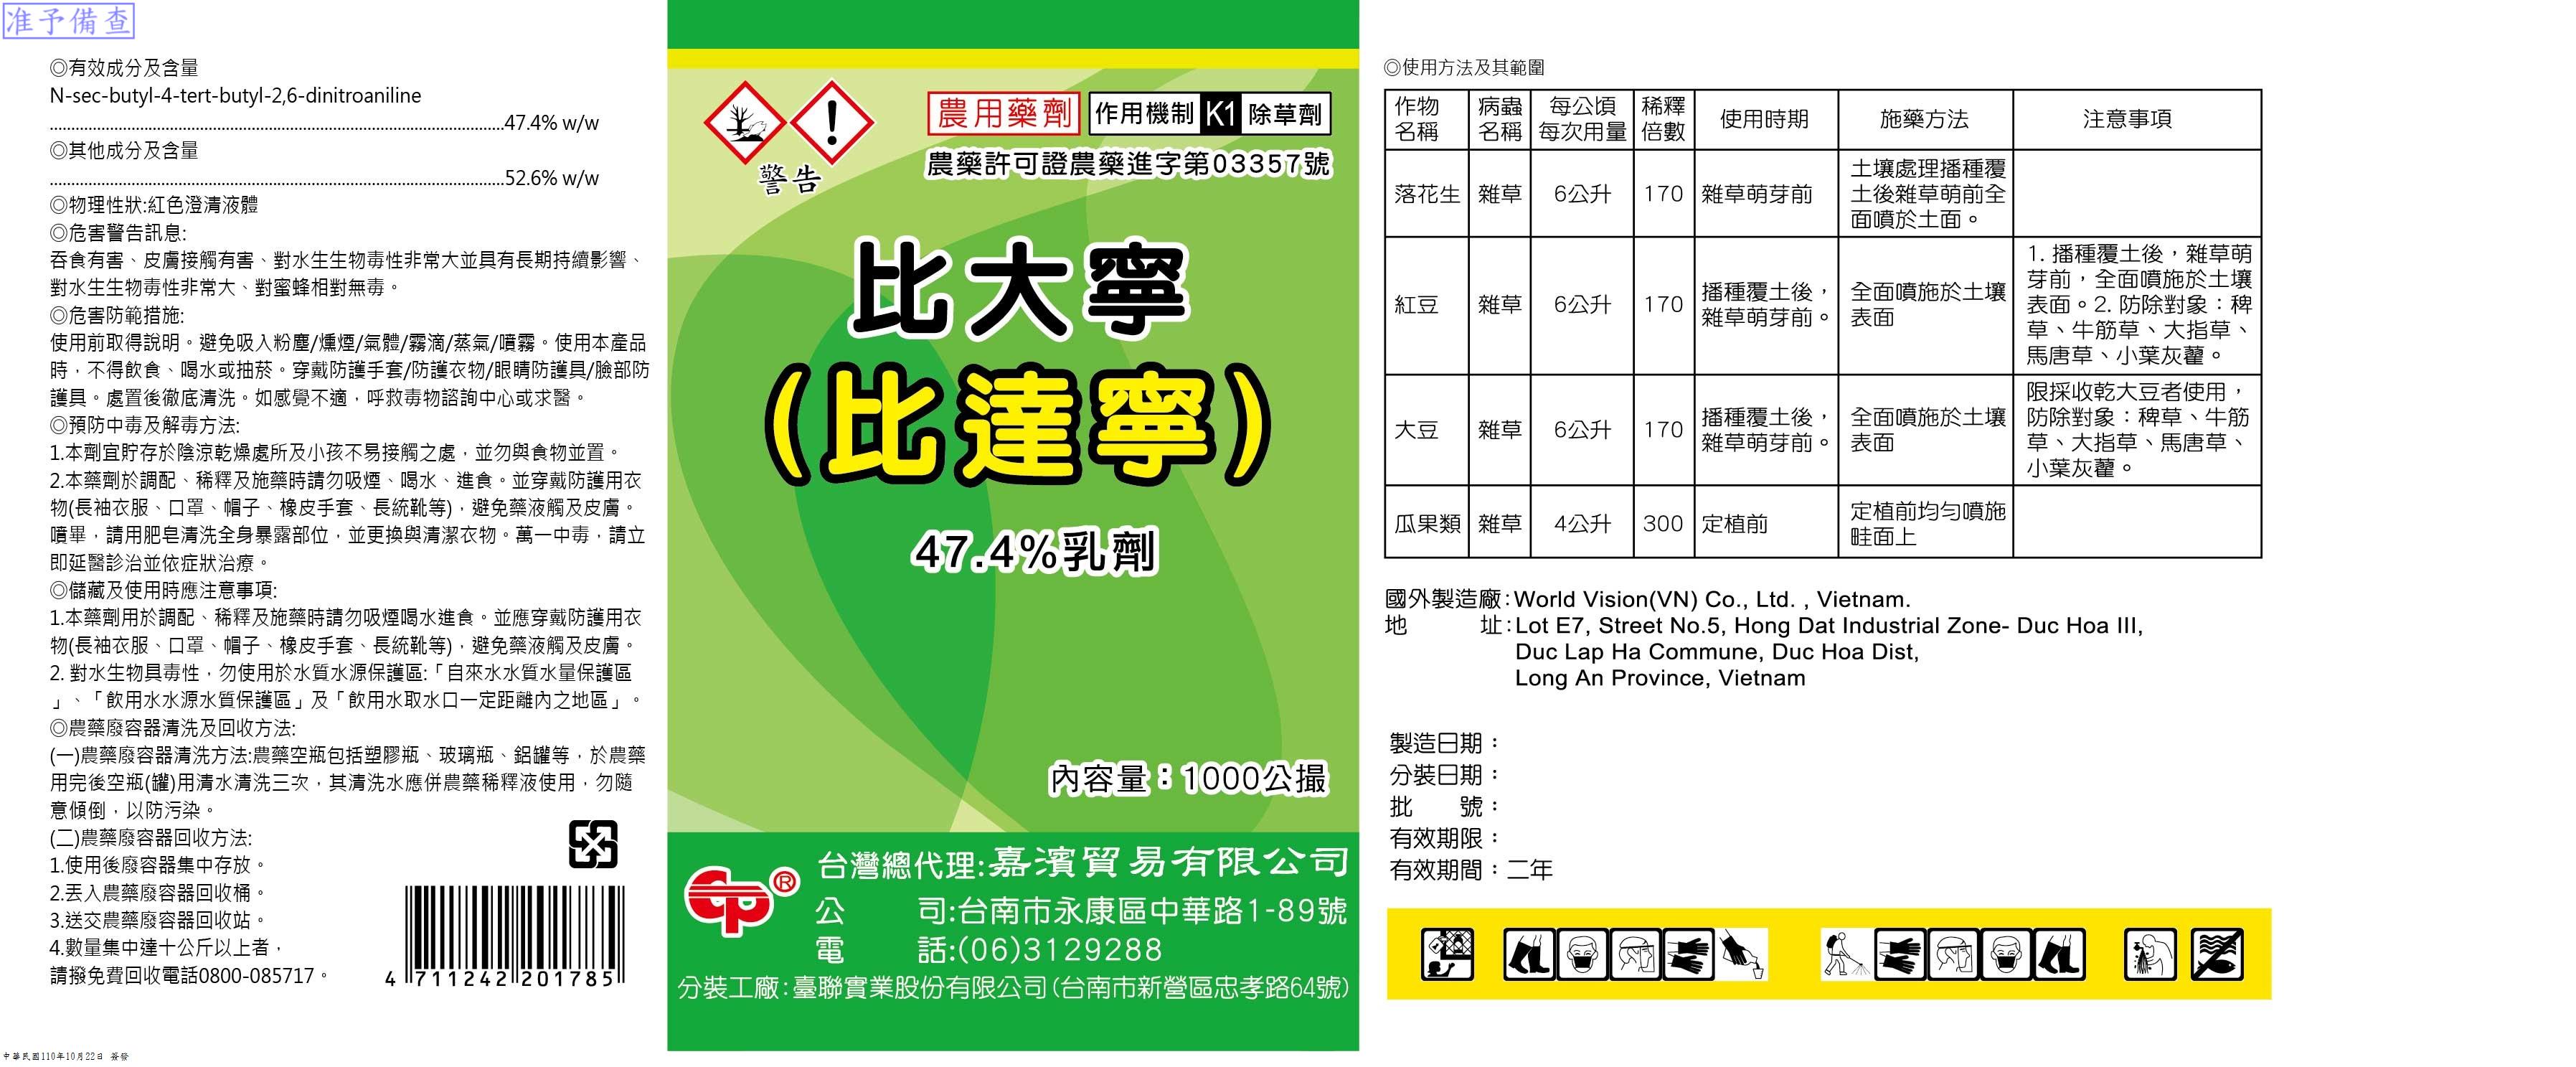 准予備查
◎有效成分及含量
N-sec-butyl-4-tert-butyl-2,6-dinitroaniline
..........47.4% w/w
◎其他成分及含量
..........52.6% w/w
◎物理性狀:紅色澄清液體
◎危害警告訊息:
吞食有害、皮膚接觸有害、對水生生物毒性非常大並具有長期持續影響、
對水生生物毒性非常大、對蜜蜂相對無毒。
◎危害防範措施:
使用前取得說明。避免吸入粉塵/燻煙/氣體/霧滴/蒸氣/噴霧。使用本產品
時，不得飲食、喝水或抽菸。穿戴防護手套/防護衣物/眼睛防護具/臉部防
護具。處置後徹底清洗。如感覺不適，呼救毒物諮詢中心或求醫。
◎預防中毒及解毒方法:
1.本劑宜貯存於陰涼乾燥處所及小孩不易接觸之處，並勿與食物並置。
2.本藥劑於調配、稀釋及施藥時請勿吸煙、喝水、進食。並穿戴防護用衣
物(長袖衣服、口罩、帽子、橡皮手套、長統靴等)，避免藥液觸及皮膚。
噴畢，請用肥皂清洗全身暴露部位，並更換與清潔衣物。萬一中毒，請立
即延醫診治並依症狀治療。
◎儲藏及使用時應注意事項:
1.本藥劑用於調配、稀釋及施藥時請勿吸煙喝水進食。並應穿戴防護用衣
物(長袖衣服、口罩、帽子、橡皮手套、長統靴等)，避免藥液觸及皮膚。
2. 對水生物具毒性，勿使用於水質水源保護區:「自來水水質水量保護區
」、「飲用水水源水質保護區」及「飲用水取水口一定距離內之地區」。
◎農藥廢容器清洗及回收方法:
(一)農藥廢容器清洗方法:農藥空瓶包括塑膠瓶、玻璃瓶、鋁罐等，於農藥
用完後空瓶(罐)用清水清洗三次，其清洗水應併農藥稀釋液使用，勿隨
意傾倒，以防污染。
(二)農藥廢容器回收方法:
1.使用後廢容器集中存放。
2.丟入農藥廢容器回收桶。
3.送交農藥廢容器回收站。
4.數量集中達十公斤以上者，
請撥免費回收電話0800-085717。
4 711242 201785
中華民國110年10月22日 簽發
警告
農用藥劑 作用機制 K1 除草劑
農藥許可證農藥進字第03357號
比大寧
(比達寧)
47.4%乳劑
內容量：1000公撮
CP®
台灣總代理:嘉濱貿易有限公司
公 司:台南市永康區中華路1-89號
電 話:(06)3129288
分裝工廠:臺聯實業股份有限公司(台南市新營區忠孝路64號)
◎使用方法及其範圍
作物名稱 病蟲名稱 每公頃每次用量 稀釋倍數 使用時期 施藥方法 注意事項
落花生 雜草 6公升 170 雜草萌芽前 土壤處理播種覆土後雜草萌前全面噴於土面。
紅豆 雜草 6公升 170 播種覆土後，雜草萌芽前。 全面噴施於土壤表面 1. 播種覆土後，雜草萌芽前，全面噴施於土壤表面。2. 防除對象：稗草、牛筋草、大指草、馬唐草、小葉灰藋。
大豆 雜草 6公升 170 播種覆土後，雜草萌芽前。 全面噴施於土壤表面 限採收乾大豆者使用，防除對象：稗草、牛筋草、大指草、馬唐草、小葉灰藋。
瓜果類 雜草 4公升 300 定植前 定植前均勻噴施畦面上
國外製造廠:World Vision(VN) Co., Ltd. , Vietnam.
地 址:Lot E7, Street No.5, Hong Dat Industrial Zone- Duc Hoa III,
Duc Lap Ha Commune, Duc Hoa Dist,
Long An Province, Vietnam
製造日期：
分裝日期：
批 號：
有效期限：
有效期間：二年